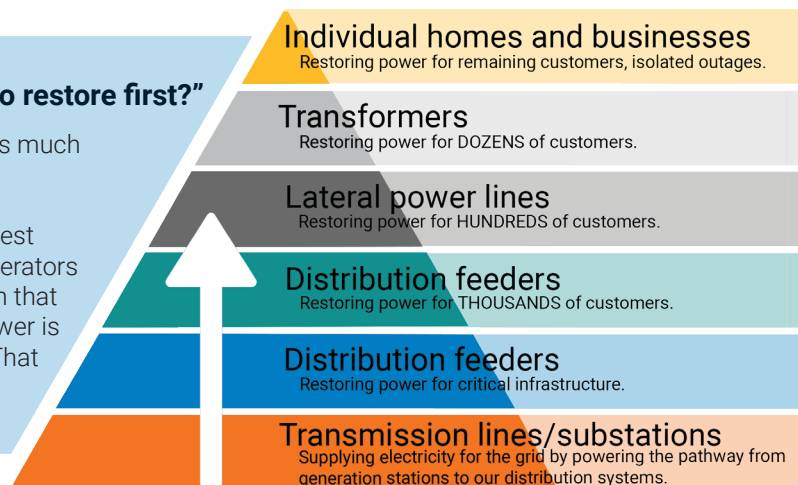 o restore first?”
s much
est
erators
n that
wer is
That
Individual homes and businesses
Restoring power for remaining customers, isolated outages.
Transformers
Restoring power for DOZENS of customers.
Lateral power lines
Restoring power for HUNDREDS of customers.
Distribution feeders
Restoring power for THOUSANDS of customers.
Distribution feeders
Restoring power for critical infrastructure.
Transmission lines/substations
Supplying electricity for the grid by powering the pathway from
generation stations to our distribution systems.